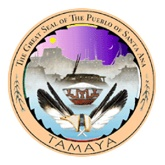 THE GREAT SEAL OF THE PUEBLO OF SANTA ANA
TAMAYA